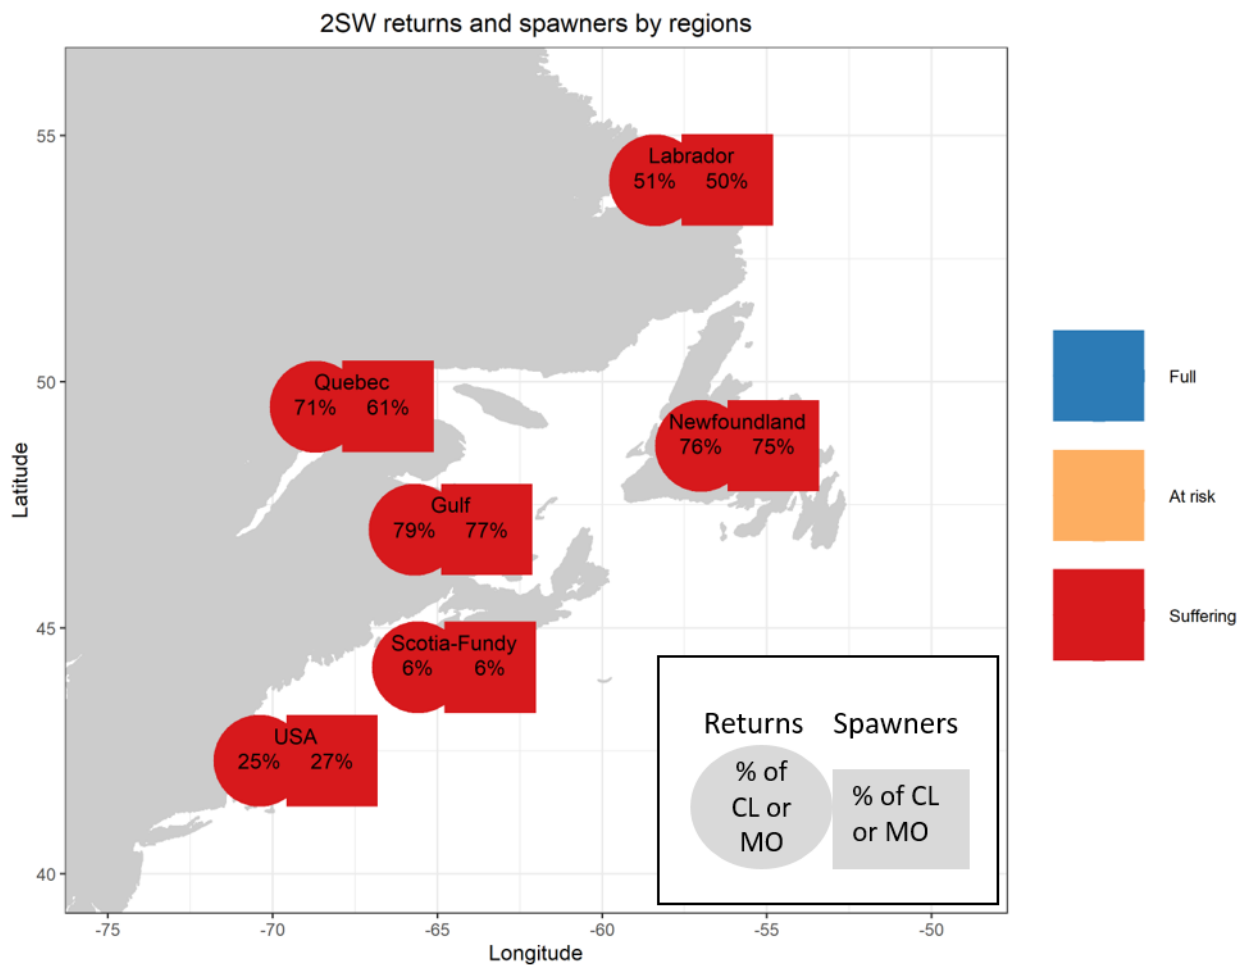 2SW returns and spawners by regions
Latitude
55
50
45
40
Labrador
51% 50%
Quebec
71% 61%
Newfoundland
76% 75%
Gulf
79% 77%
Scotia-Fundy
6% 6%
USA
25% 27%
Returns Spawners
% of
CL or
MO
% of CL
or MO
-75 -70 -65 -60 -55 -50
Longitude
Full
At risk
Suffering